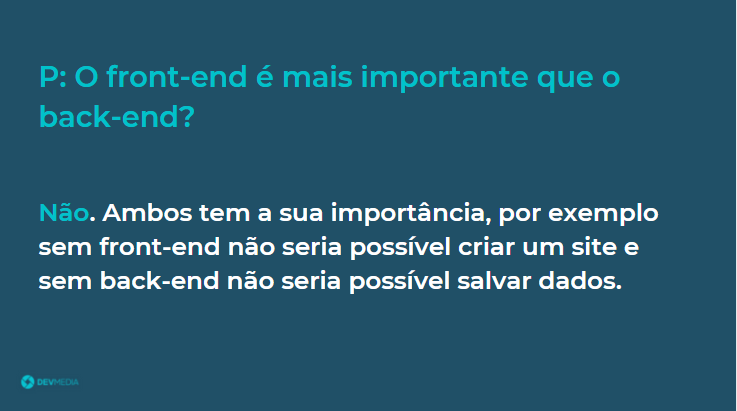 P: O front-end é mais importante que o
back-end?
Não. Ambos tem a sua importância, por exemplo
sem front-end não seria possível criar um site e
sem back-end não seria possível salvar dados.
DEVMEDIA